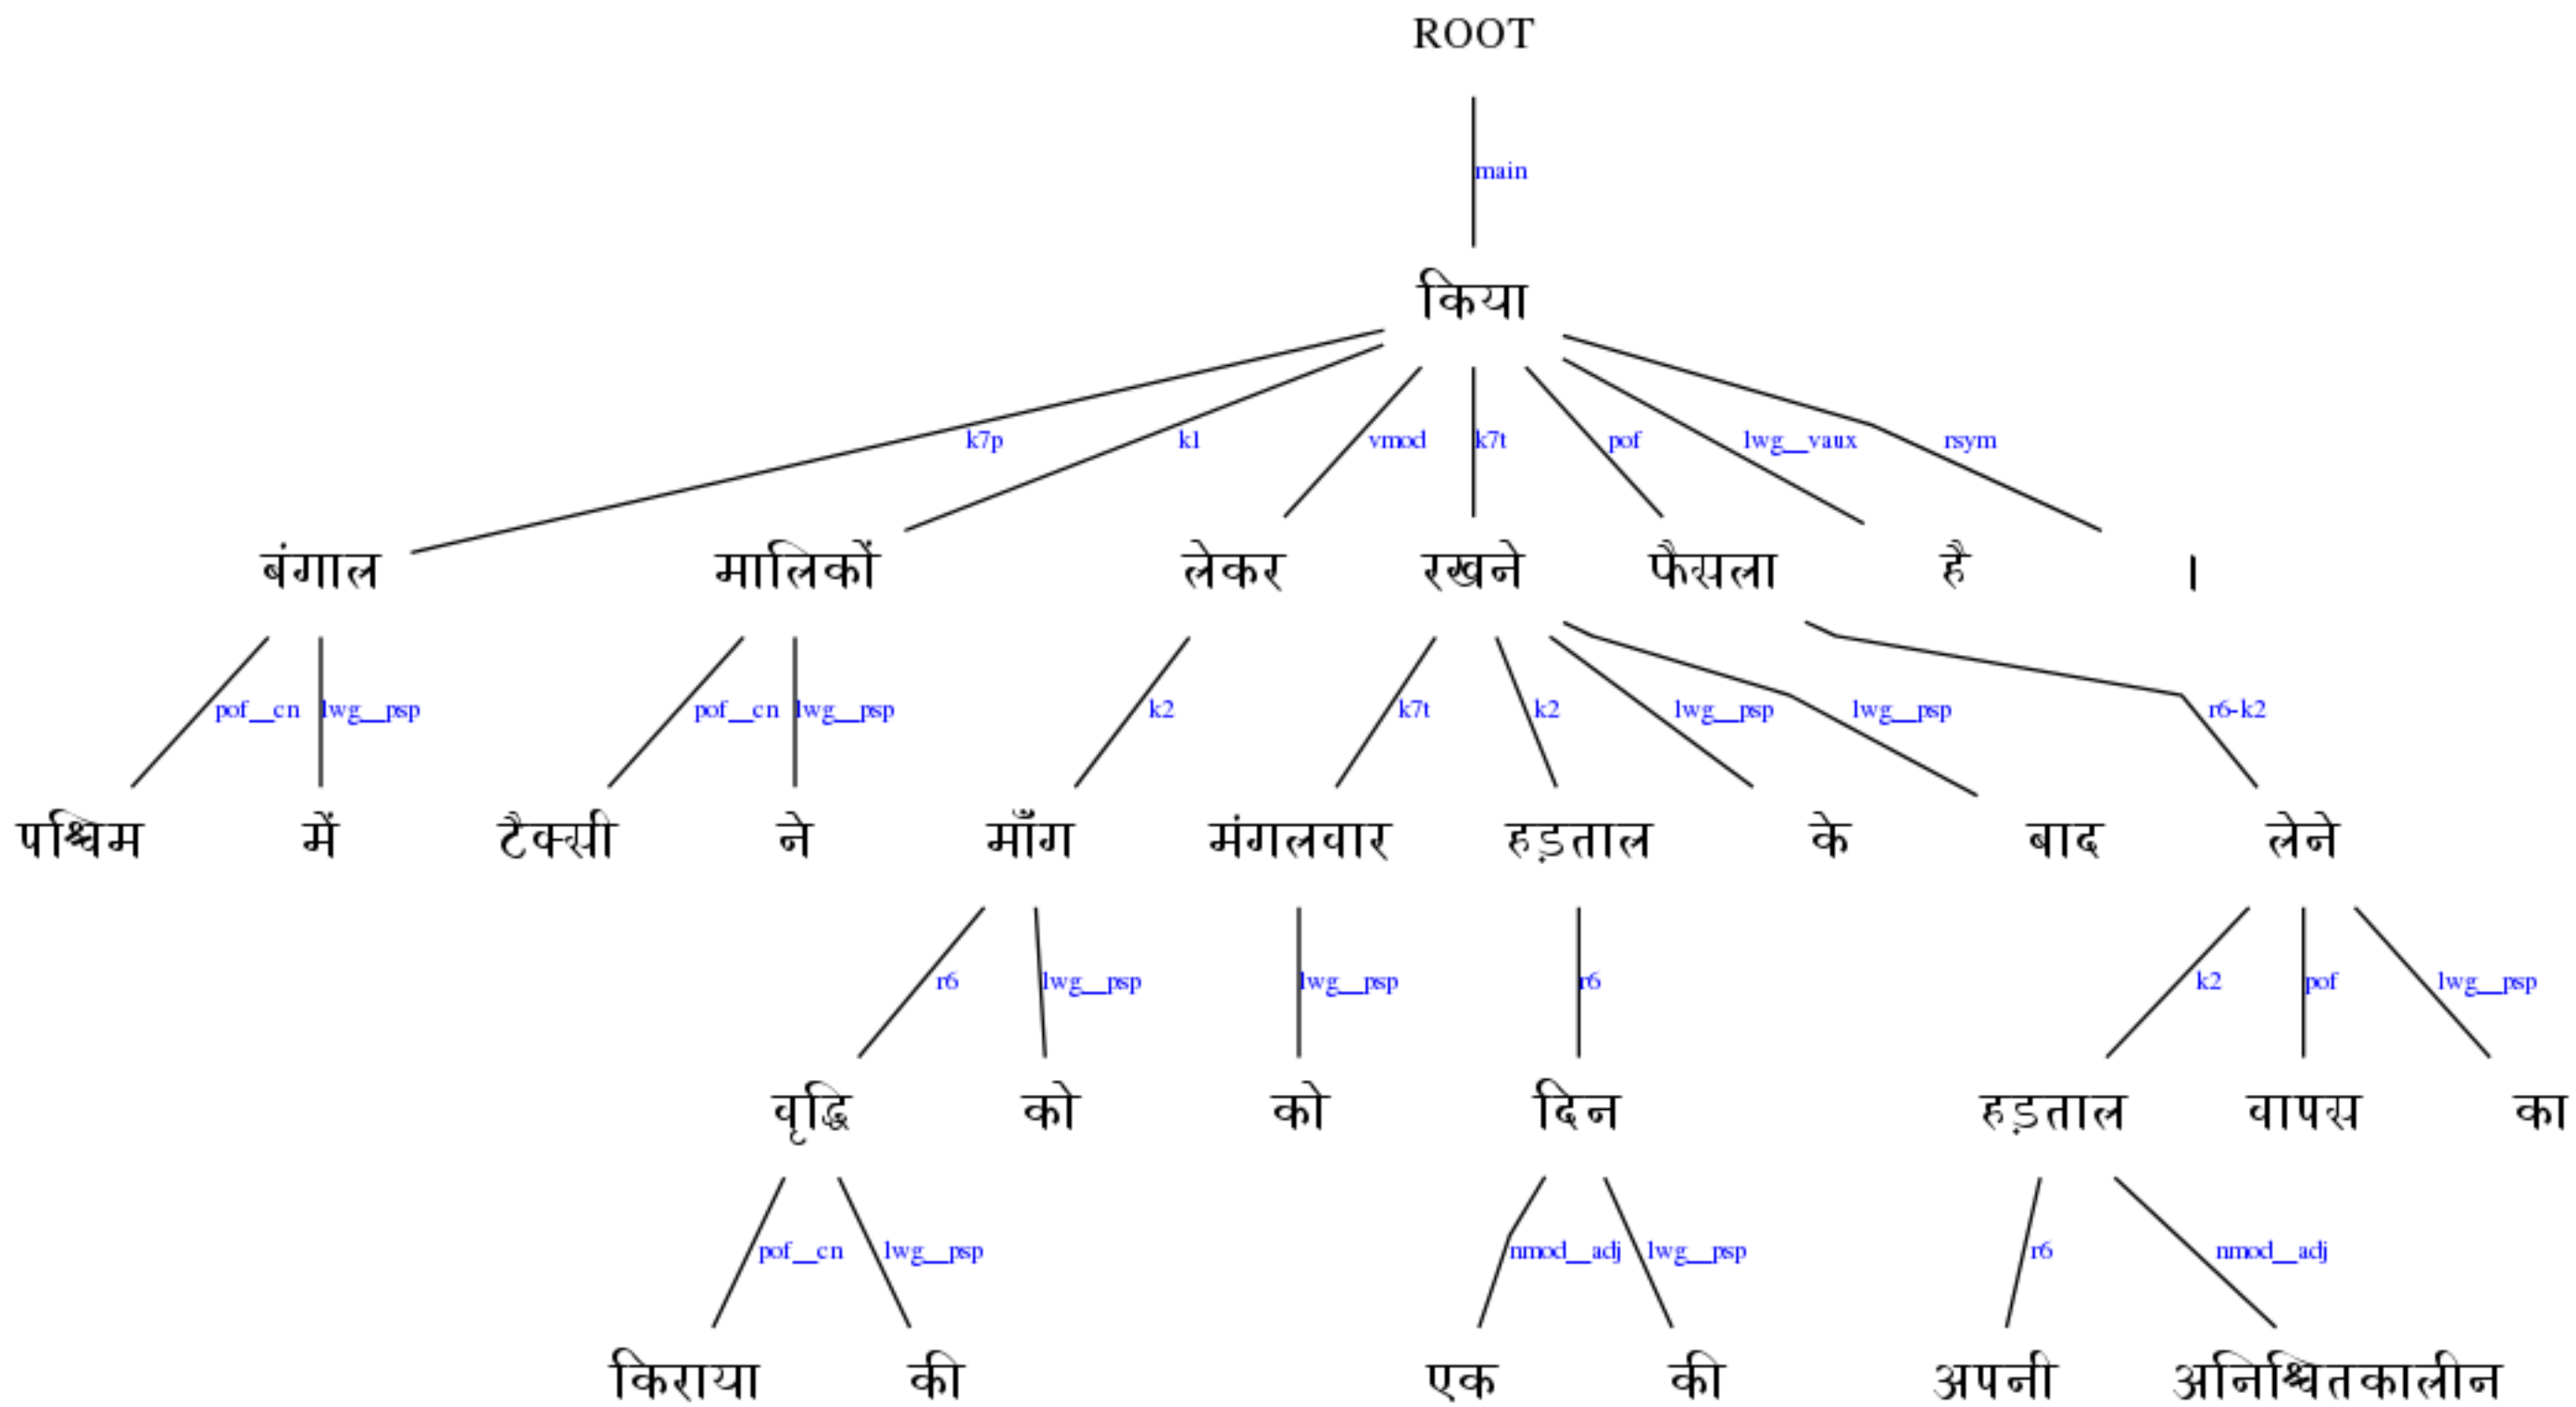 ROOT
main
किया
k7p k1 vmod k7t pof lwg__vaux rsym
बंगाल मालिकों लेकर रखने फैसला है ।
pof__cn lwg__psp pof__cn lwg__psp k2 k7t k2 lwg__psp lwg__psp r6-k2
पश्चिम में टैक्सी ने माँग मंगलवार हड़ताल के बाद लेने
r6 lwg__psp lwg__psp r6 k2 pof lwg__psp
वृद्धि को को दिन हड़ताल वापस का
pof__cn lwg__psp nmod__adj lwg__psp r6 nmod__adj
किराया की एक की अपनी अनिश्चितकालीन